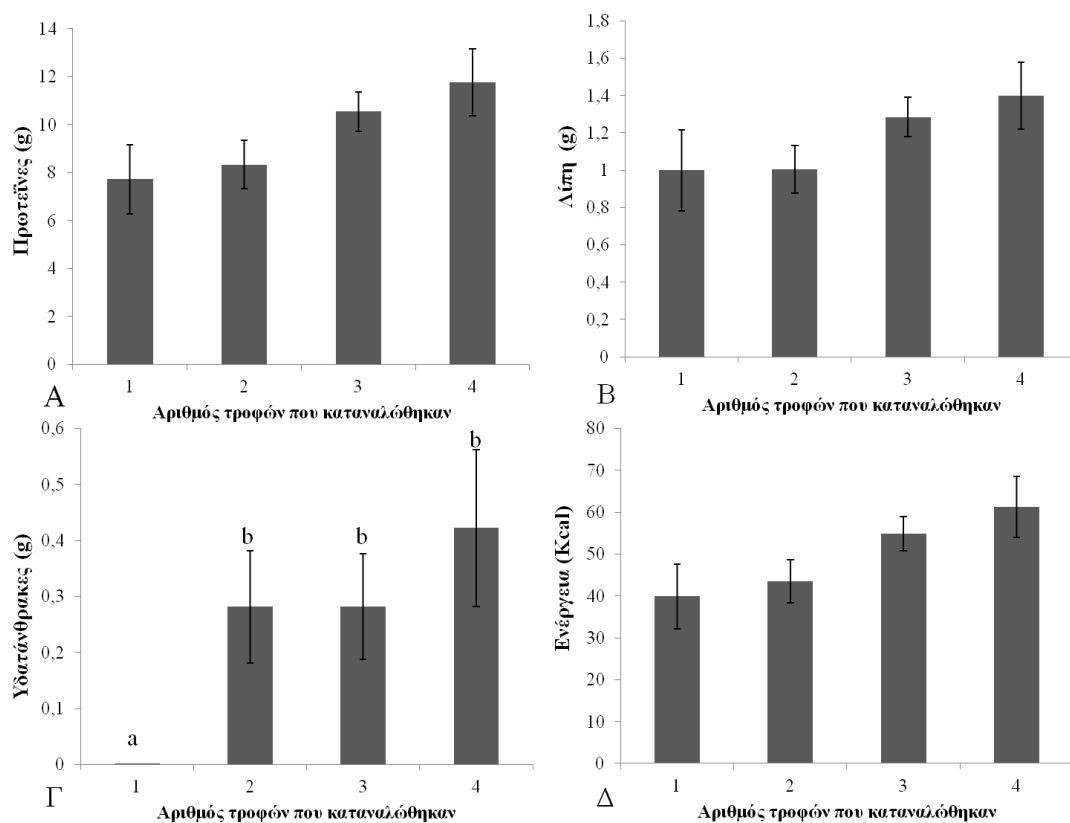 Πρωτεΐνες (g)
14
12
10
8
6
4
2
0
1 2 3 4
Α
Αριθμός τροφών που καταναλώθηκαν
Λίπη (g)
1,8
1,6
1,4
1,2
1
0,8
0,6
0,4
0,2
0
1 2 3 4
Β
Αριθμός τροφών που καταναλώθηκαν
Υδατάνθρακες (g)
0,6
0,5
0,4
0,3
0,2
0,1
0
a
b
b
b
1 2 3 4
Γ
Αριθμός τροφών που καταναλώθηκαν
Ενέργεια (Kcal)
80
70
60
50
40
30
20
10
0
1 2 3 4
Δ
Αριθμός τροφών που καταναλώθηκαν